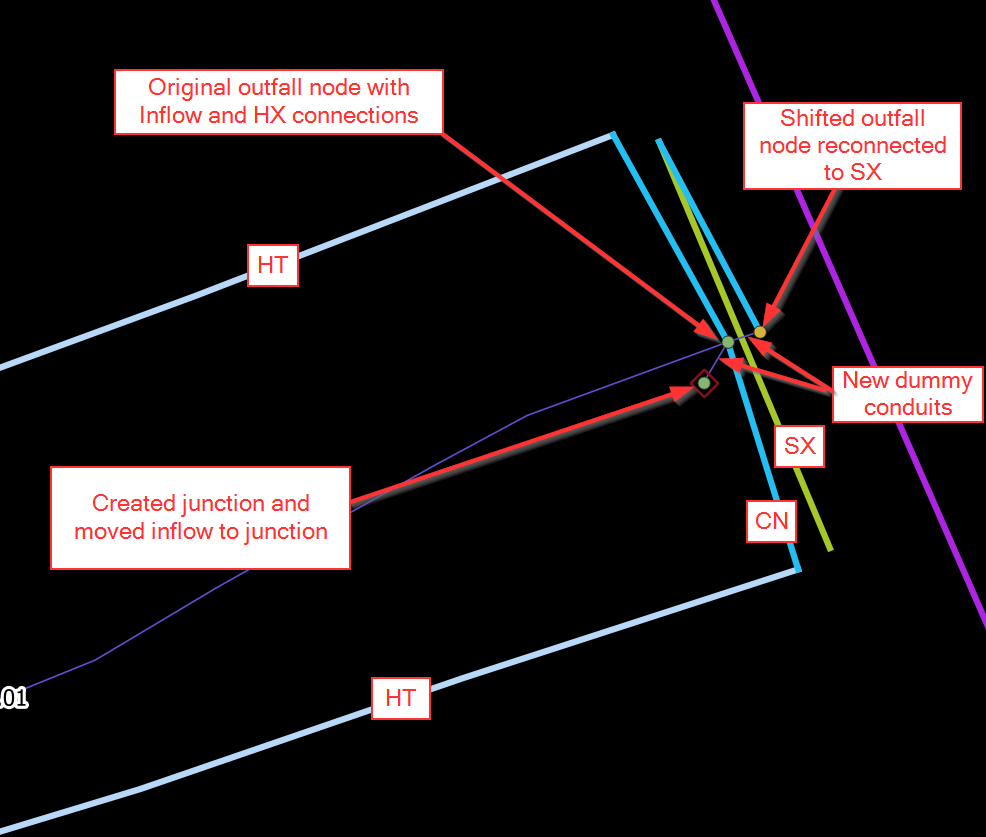 Original outfall node with
Inflow and HX connections
Shifted outfall
node reconnected
to SX
HT
New dummy
conduits
SX
Created junction and
moved inflow to junction
CN
HT
.01